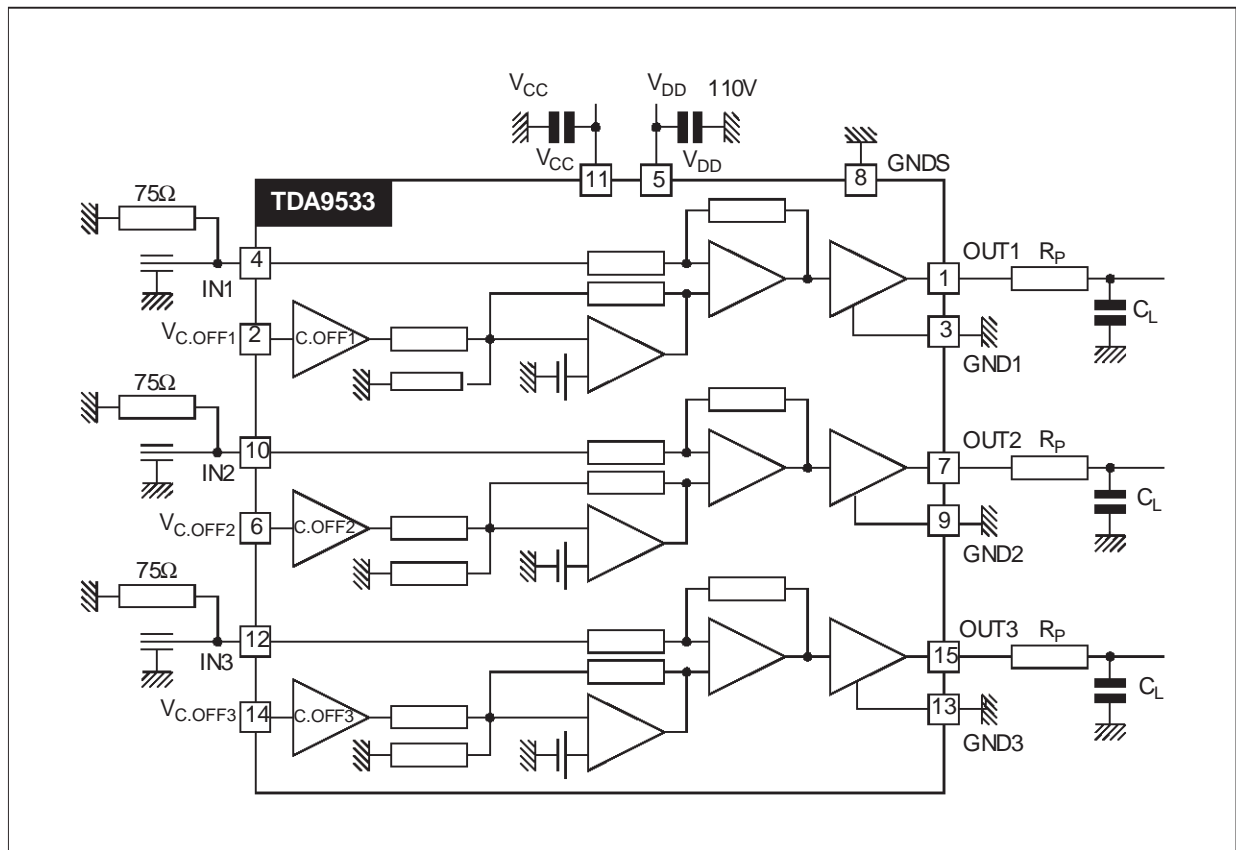 VCC VDD 110V
VCC VDD
11 5 8 GNDS
TDA9533
75Ω
4
IN1
OUT1 RP
1
CL
VC.OFF1 2 C.OFF1
3
GND1
75Ω
10
IN2
OUT2 RP
7
CL
VC.OFF2 6 C.OFF2
9
GND2
75Ω
12
IN3
OUT3 RP
15
CL
VC.OFF3 14 C.OFF3
13
GND3